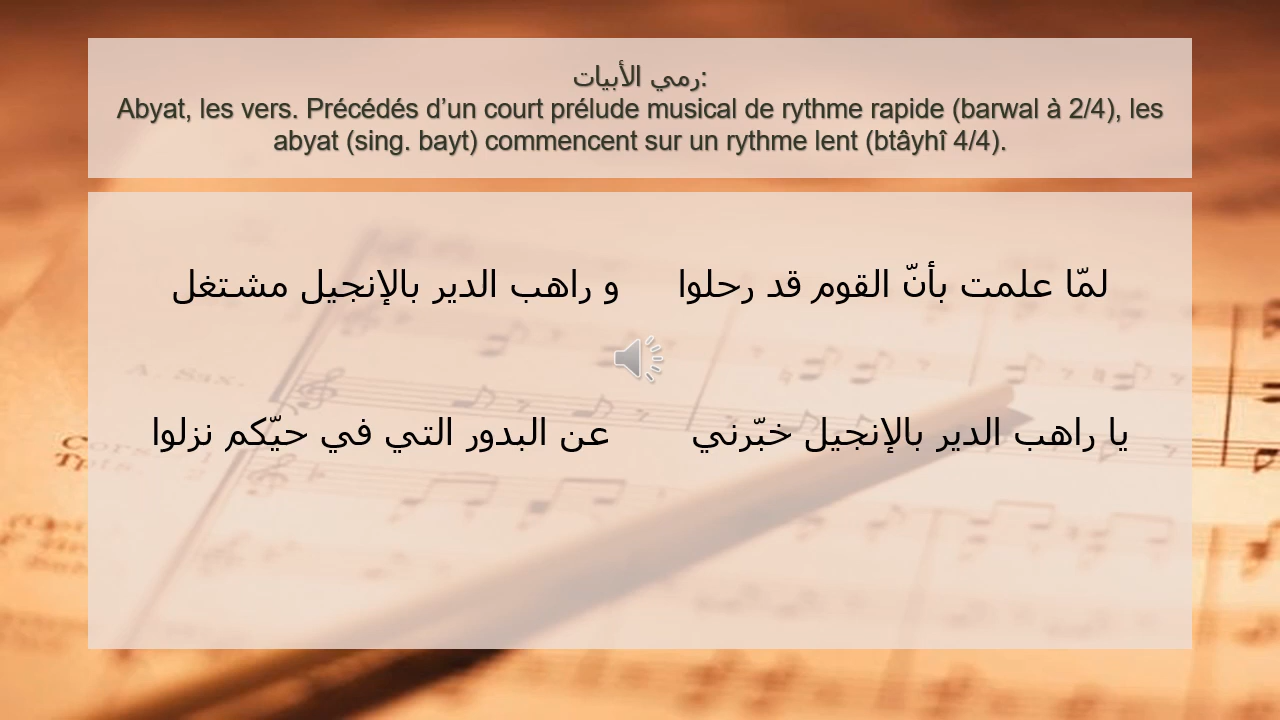 رمي الأبيات:
Abyat, les vers. Précédés d’un court prélude musical de rythme rapide (barwal à 2/4), les
abyat (sing. bayt) commencent sur un rythme lent (btâyhî 4/4).
لمّا علمت بأنّ القوم قد رحلوا و راهب الدير بالإنجيل مشتغل
A. Sax.
يا راهب الدير بالإنجيل خبّرني عن البدور التي في حيّكم نزلوا